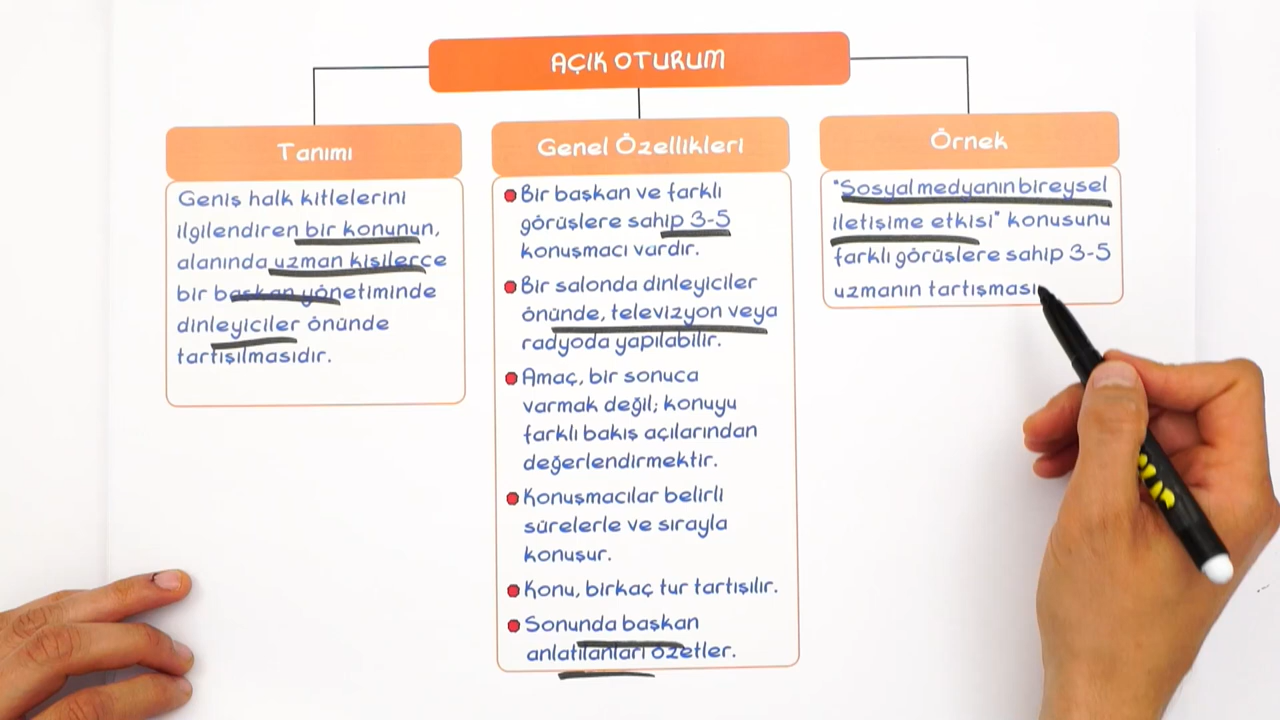 AÇIK OTURUM
Tanımı
Geniş halk kitlelerini
ilgilendiren bir konunun,
alanında uzman kişilerce
bir başkan yönetiminde
dinleyiciler önünde
tartışılmasıdır.
Genel Özellikleri
Bir başkan ve farklı
görüşlere sahip 3-5
konuşmacı vardır.
Bir salonda dinleyiciler
önünde, televizyon veya
radyoda yapılabilir.
Amaç, bir sonuca
varmak değil; konuyu
farklı bakış açılarından
değerlendirmektir.
Konuşmacılar belirli
sürelerle ve sırayla
konuşur.
Konu, birkaç tur tartışılır.
Sonunda başkan
anlatılanları özetler.
Örnek
"Sosyal medyanın bireysel
iletişime etkisi" konusunu
farklı görüşlere sahip 3-5
uzmanın tartışması